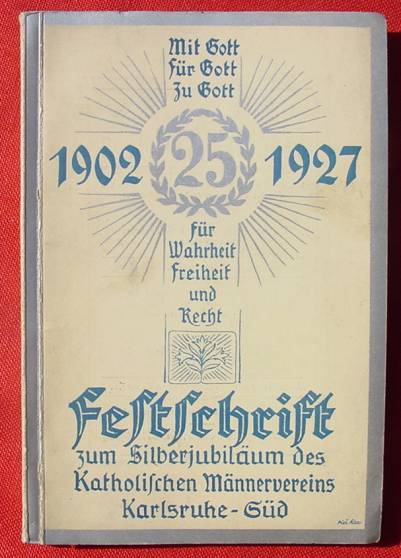 Mit Gott
für Gott
Zu Gott
1902 25 1927
für
Wahrheit
Freiheit
und
Recht
Feſtſchrift
zum Silberjubiläum des
Katholiſchen Männervereins
Karlsruhe-Süd